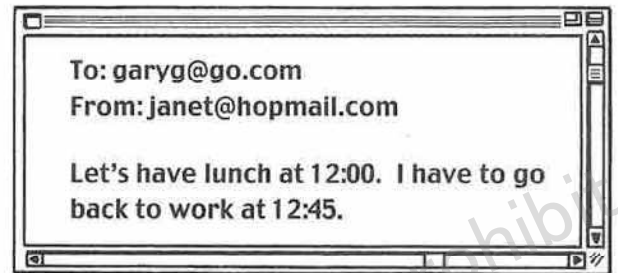 To: garyg@go.com
From: janet@hopmail.com
Let's have lunch at 12:00. I have to go
back to work at 12:45.